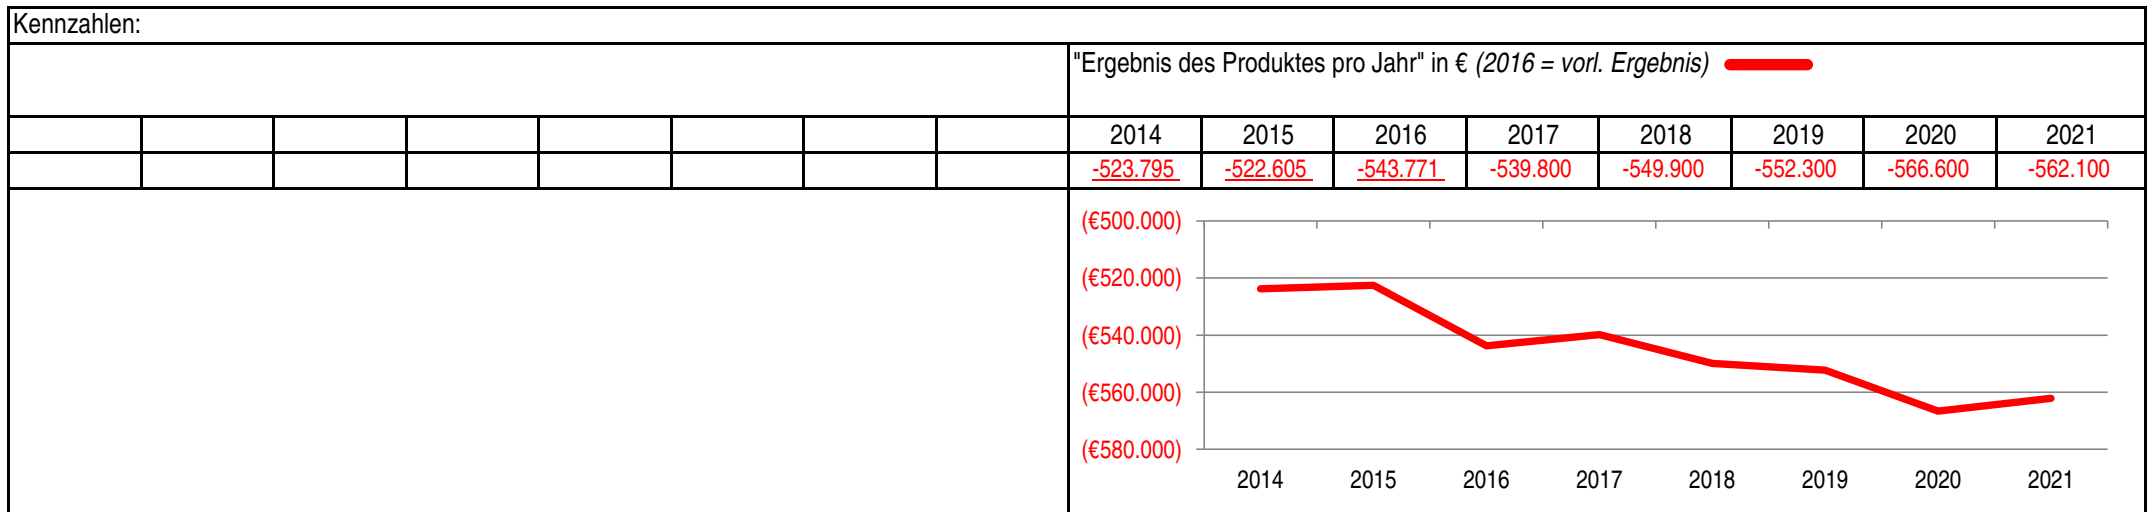 Kennzahlen:
"Ergebnis des Produktes pro Jahr" in € (2016 = vorl. Ergebnis)
2014 2015 2016 2017 2018 2019 2020 2021
-523.795 -522.605 -543.771 -539.800 -549.900 -552.300 -566.600 -562.100
(€500.000)
(€520.000)
(€540.000)
(€560.000)
(€580.000)
2014 2015 2016 2017 2018 2019 2020 2021